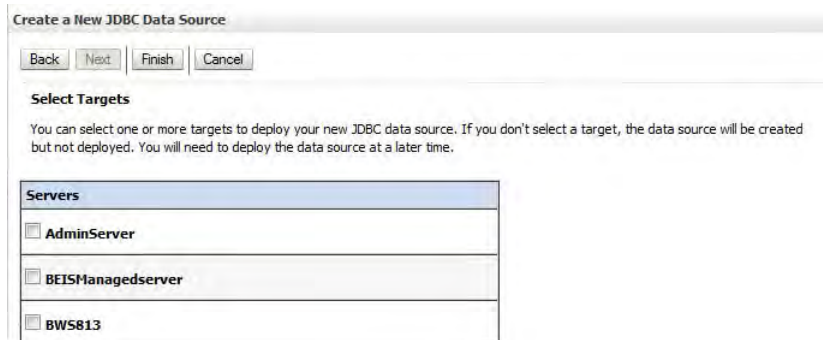 Create a New JDBC Data Source
Back Next Finish Cancel
Select Targets
You can select one or more targets to deploy your new JDBC data source. If you don't select a target, the data source will be created
but not deployed. You will need to deploy the data source at a later time.
Servers
AdminServer
BEISManagedserver
BWS813